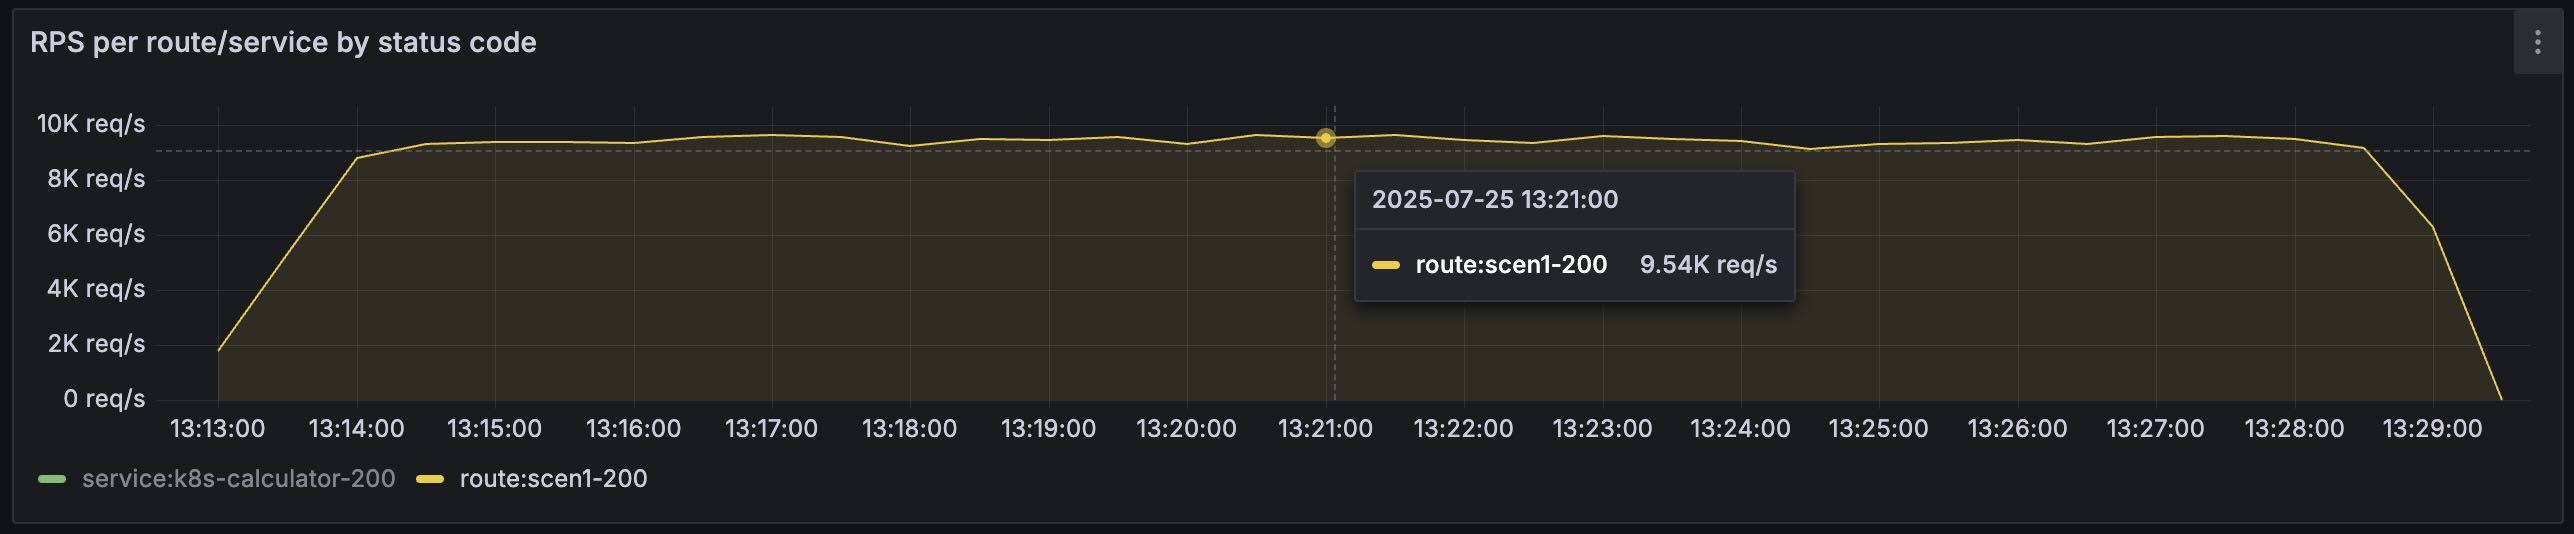 RPS per route/service by status code
10K req/s
8K req/s
6K req/s
4K req/s
2K req/s
0 req/s
2025-07-25 13:21:00
route:scen1-200 9.54K req/s
13:13:00 13:14:00 13:15:00 13:16:00 13:17:00 13:18:00 13:19:00 13:20:00 13:21:00 13:22:00 13:23:00 13:24:00 13:25:00 13:26:00 13:27:00 13:28:00 13:29:00
service:k8s-calculator-200 route:scen1-200